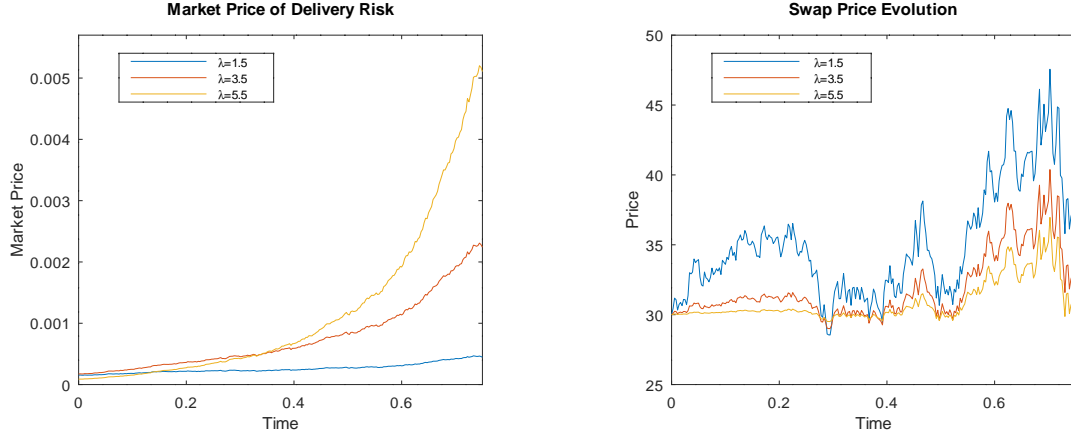 Market Price of Delivery Risk
λ=1.5
λ=3.5
λ=5.5
0.005
0.004
0.003
0.002
0.001
0
Market Price
0
0.2
0.4
0.6
Time
Swap Price Evolution
λ=1.5
λ=3.5
λ=5.5
50
45
40
35
30
25
Price
0
0.2
0.4
0.6
Time